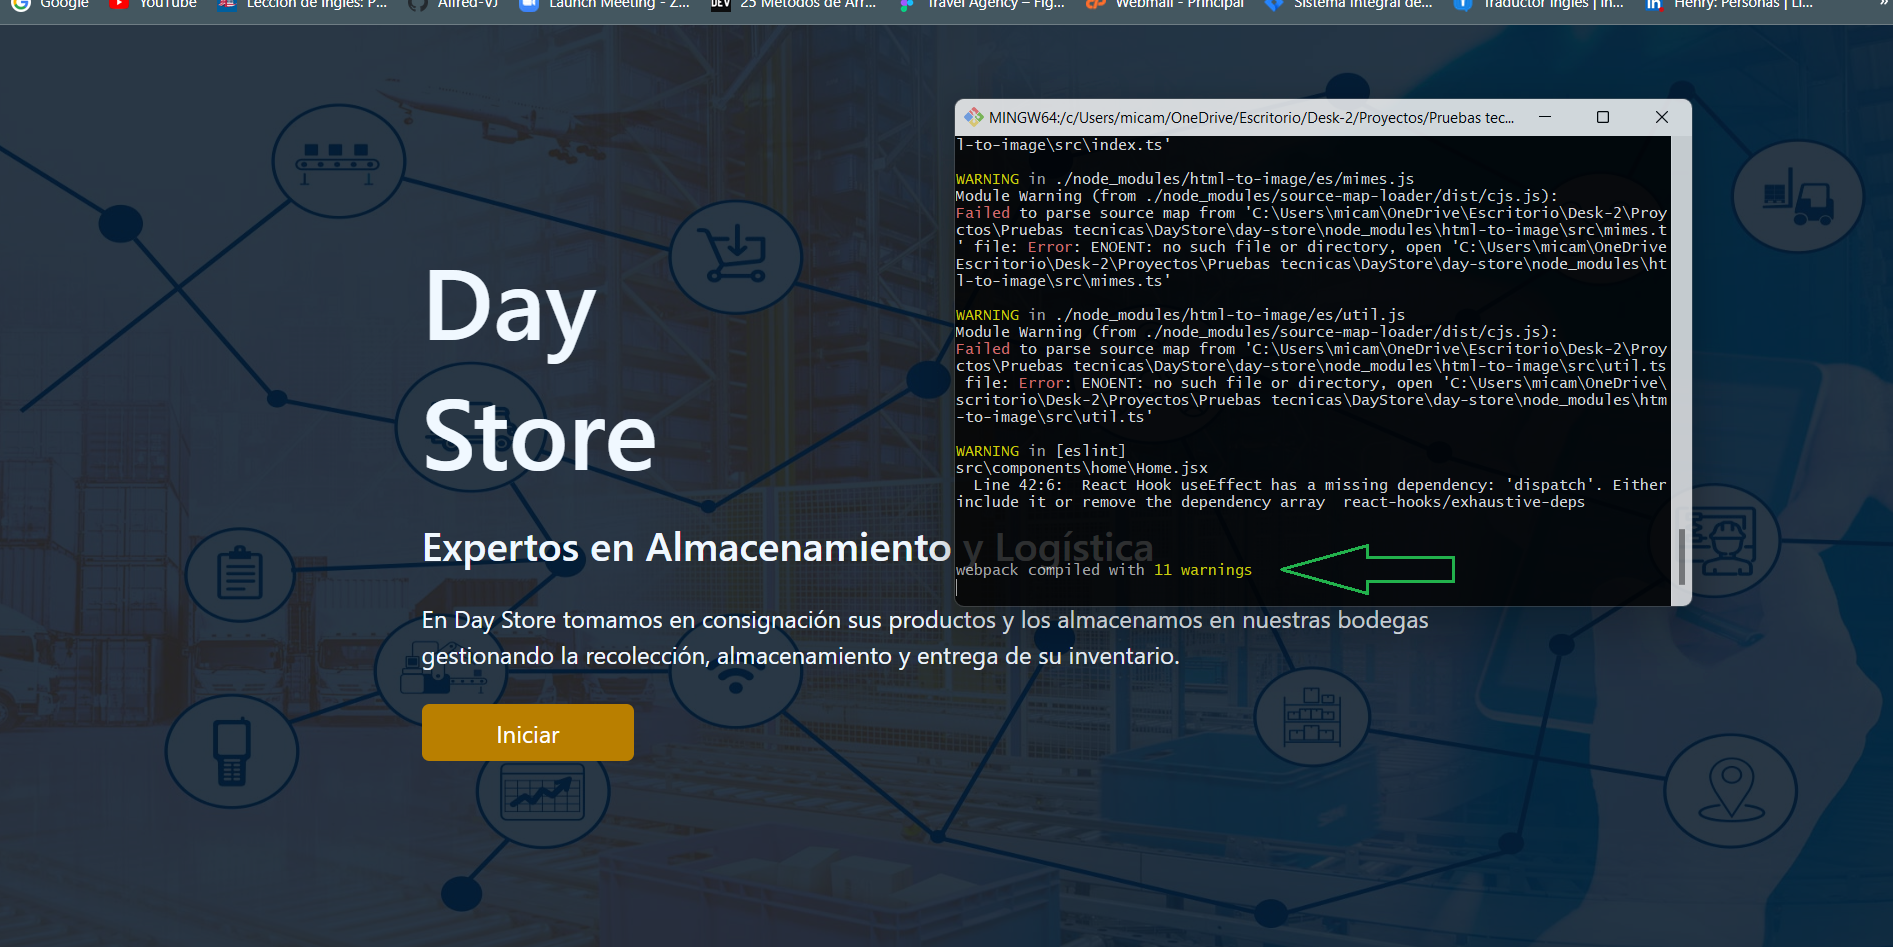 Google YouTube Lección de Inglés: P... Alfred-VJ Launch Meeting - Z... 25 Métodos de Arr... Travel Agency – Fig... Webmail - Principal Sistema Integral de... Traductor Inglés | In... Henry: Personas | Li... »
MINGW64:/c/Users/micam/OneDrive/Escritorio/Desk-2/Proyectos/Pruebas tec...
l-to-image\src\index.ts'
WARNING in ./node_modules/html-to-image/es/mimes.js
Module Warning (from ./node_modules/source-map-loader/dist/cjs.js):
Failed to parse source map from 'C:\Users\micam\OneDrive\Escritorio\Desk-2\Proy
ctos\Pruebas tecnicas\DayStore\day-store\node_modules\html-to-image\src\mimes.t
' file: Error: ENOENT: no such file or directory, open 'C:\Users\micam\OneDrive
Escritorio\Desk-2\Proyectos\Pruebas tecnicas\DayStore\day-store\node_modules\ht
l-to-image\src\mimes.ts'
WARNING in ./node_modules/html-to-image/es/util.js
Module Warning (from ./node_modules/source-map-loader/dist/cjs.js):
Failed to parse source map from 'C:\Users\micam\OneDrive\Escritorio\Desk-2\Proy
ctos\Pruebas tecnicas\DayStore\day-store\node_modules\html-to-image\src\util.ts
file: Error: ENOENT: no such file or directory, open 'C:\Users\micam\OneDrive\
scritorio\Desk-2\Proyectos\Pruebas tecnicas\DayStore\day-store\node_modules\htm
-to-image\src\util.ts'
WARNING in [eslint]
src\components\home\Home.jsx
Line 42:6:  React Hook useEffect has a missing dependency: 'dispatch'. Either
include it or remove the dependency array  react-hooks/exhaustive-deps
webpack compiled with 11 warnings
Day
Store
Expertos en Almacenamiento y Logística
En Day Store tomamos en consignación sus productos y los almacenamos en nuestras bodegas
gestionando la recolección, almacenamiento y entrega de su inventario.
Iniciar